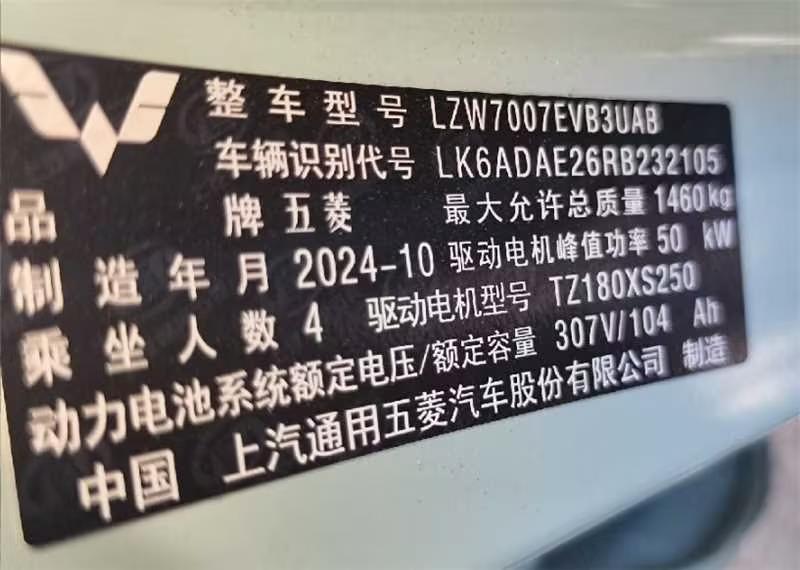 整车型号 LZW7007EVB3UAB
车辆识别代号 LK6ADAE26RB232105
品牌 五菱 最大允许总质量 1460kg
制造年月 2024-10 驱动电机峰值功率 50 kW
乘坐人数 4 驱动电机型号 TZ180XS250
动力电池系统额定电压/额定容量 307V/104 Ah
中国 上汽通用五菱汽车股份有限公司 制造